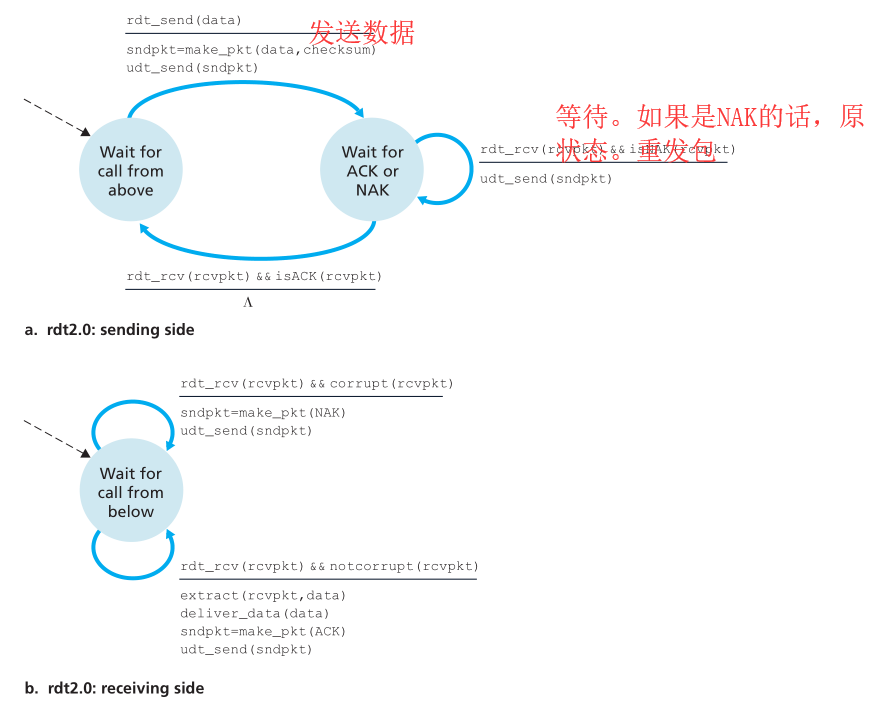 rdt_send(data)
发送数据
sndpkt=make_pkt(data,checksum)
udt_send(sndpkt)
Wait for
call from
above
Wait for
ACK or
NAK
等待。如果是NAK的话，原
状态。重发包
rdt_rcv(rcvpkt) && isNAK(rcvpkt)
udt_send(sndpkt)
rdt_rcv(rcvpkt) && isACK(rcvpkt)
Λ
a. rdt2.0: sending side
rdt_rcv(rcvpkt) && corrupt(rcvpkt)
sndpkt=make_pkt(NAK)
udt_send(sndpkt)
Wait for
call from
below
rdt_rcv(rcvpkt) && notcorrupt(rcvpkt)
extract(rcvpkt,data)
deliver_data(data)
sndpkt=make_pkt(ACK)
udt_send(sndpkt)
b. rdt2.0: receiving side